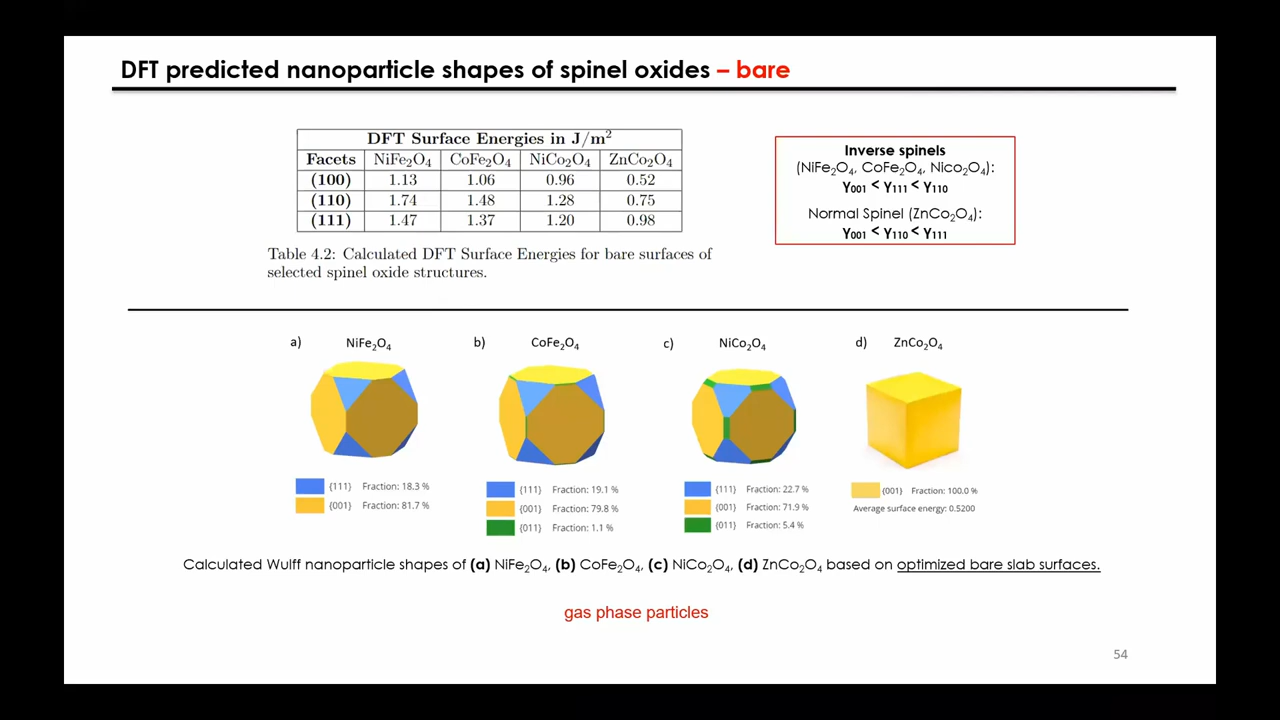 DFT predicted nanoparticle shapes of spinel oxides – bare
DFT Surface Energies in J/m²
Facets NiFe₂O₄ CoFe₂O₄ NiCo₂O₄ ZnCo₂O₄
(100) 1.13 1.06 0.96 0.52
(110) 1.74 1.48 1.28 0.75
(111) 1.47 1.37 1.20 0.98
Table 4.2: Calculated DFT Surface Energies for bare surfaces of
selected spinel oxide structures.
Inverse spinels
(NiFe₂O₄, CoFe₂O₄, Nico₂O₄):
γ₀₀₁ < γ₁₁₁ < γ₁₁₀
Normal Spinel (ZnCo₂O₄):
γ₀₀₁ < γ₁₁₀ < γ₁₁₁
a) NiFe₂O₄
{111} Fraction: 18.3 %
{001} Fraction: 81.7 %
b) CoFe₂O₄
{111} Fraction: 19.1 %
{001} Fraction: 79.8 %
{011} Fraction: 1.1 %
c) NiCo₂O₄
{111} Fraction: 22.7 %
{001} Fraction: 71.9 %
{011} Fraction: 5.4 %
d) ZnCo₂O₄
{001} Fraction: 100.0 %
Average surface energy: 0.5200
Calculated Wulff nanoparticle shapes of (a) NiFe₂O₄, (b) CoFe₂O₄, (c) NiCo₂O₄, (d) ZnCo₂O₄ based on optimized bare slab surfaces.
gas phase particles
54